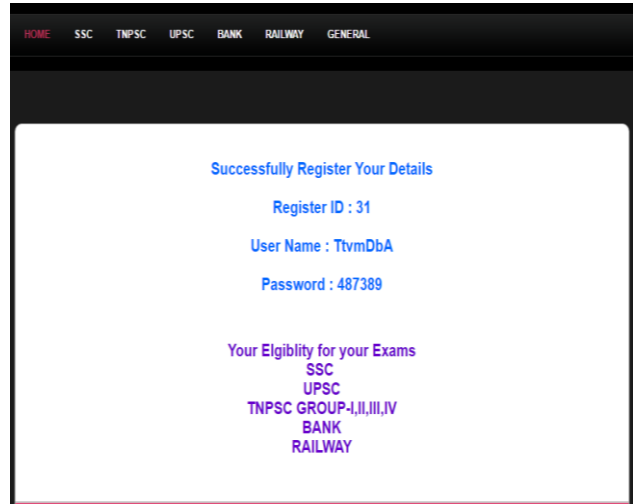 HOME SSC TNPSC UPSC BANK RAILWAY GENERAL
Successfully Register Your Details
Register ID : 31
User Name : TtvmDbA
Password : 487389
Your Elgiblity for your Exams
SSC
UPSC
TNPSC GROUP-I,II,III,IV
BANK
RAILWAY